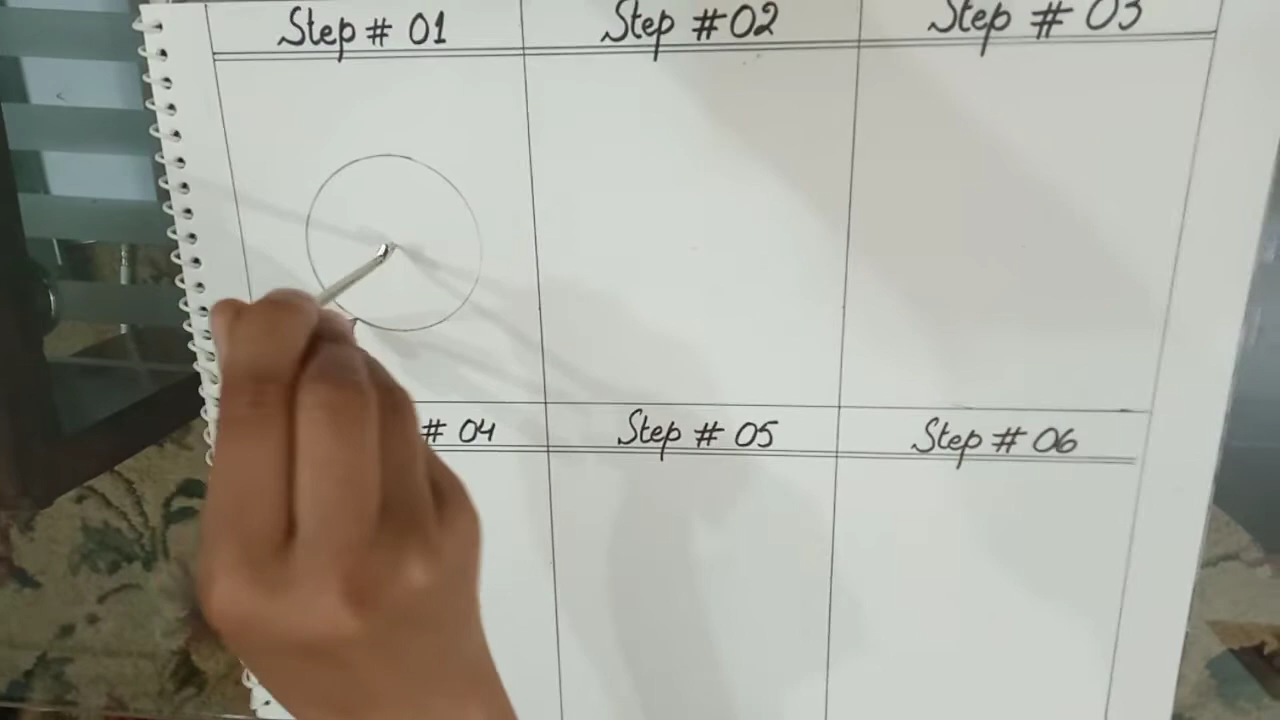 Step # 01
Step # 02
Step # 03
# 04
Step # 05
Step # 06